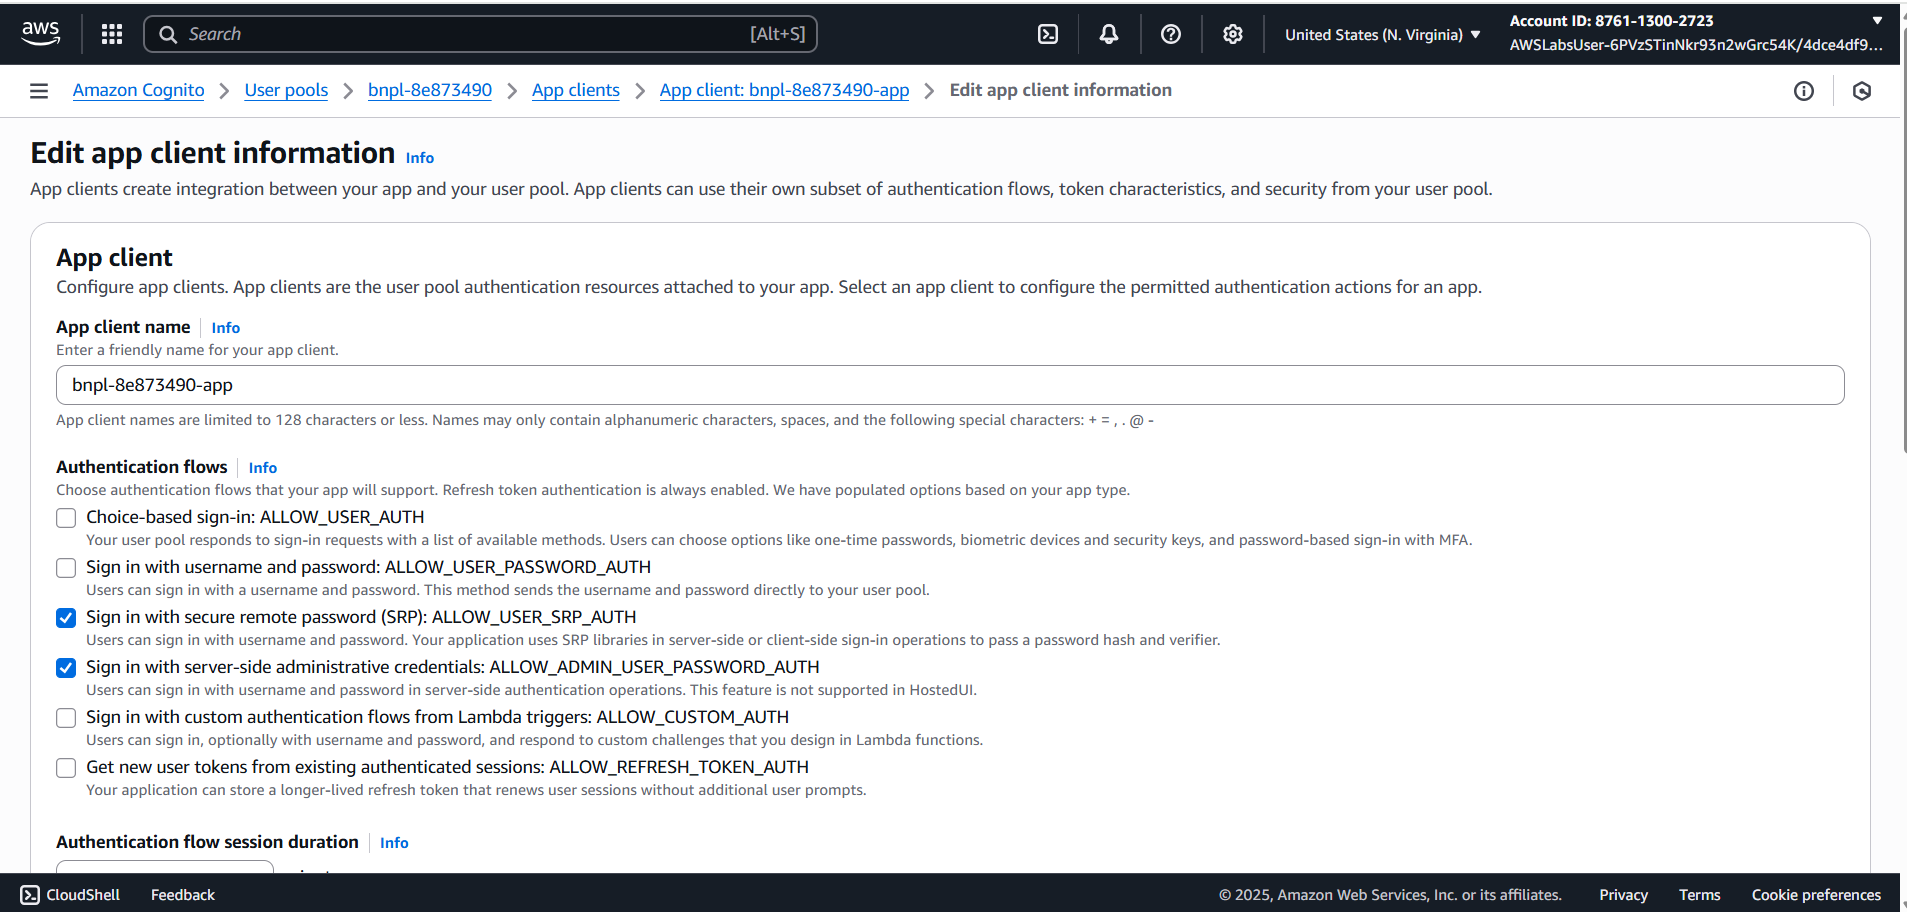 aws
Search [Alt+S]
United States (N. Virginia)
Account ID: 8761-1300-2723
AWSLabsUser-6PVzSTinNkr93n2wGrc54K/4dce4df9...
Amazon Cognito > User pools > bnpl-8e873490 > App clients > App client: bnpl-8e873490-app > Edit app client information
Edit app client information Info
App clients create integration between your app and your user pool. App clients can use their own subset of authentication flows, token characteristics, and security from your user pool.
App client
Configure app clients. App clients are the user pool authentication resources attached to your app. Select an app client to configure the permitted authentication actions for an app.
App client name Info
Enter a friendly name for your app client.
bnpl-8e873490-app
App client names are limited to 128 characters or less. Names may only contain alphanumeric characters, spaces, and the following special characters: + = , . @ -
Authentication flows Info
Choose authentication flows that your app will support. Refresh token authentication is always enabled. We have populated options based on your app type.
Choice-based sign-in: ALLOW_USER_AUTH
Your user pool responds to sign-in requests with a list of available methods. Users can choose options like one-time passwords, biometric devices and security keys, and password-based sign-in with MFA.
Sign in with username and password: ALLOW_USER_PASSWORD_AUTH
Users can sign in with a username and password. This method sends the username and password directly to your user pool.
Sign in with secure remote password (SRP): ALLOW_USER_SRP_AUTH
Users can sign in with username and password. Your application uses SRP libraries in server-side or client-side sign-in operations to pass a password hash and verifier.
Sign in with server-side administrative credentials: ALLOW_ADMIN_USER_PASSWORD_AUTH
Users can sign in with username and password in server-side authentication operations. This feature is not supported in HostedUI.
Sign in with custom authentication flows from Lambda triggers: ALLOW_CUSTOM_AUTH
Users can sign in, optionally with username and password, and respond to custom challenges that you design in Lambda functions.
Get new user tokens from existing authenticated sessions: ALLOW_REFRESH_TOKEN_AUTH
Your application can store a longer-lived refresh token that renews user sessions without additional user prompts.
Authentication flow session duration Info
CloudShell Feedback © 2025, Amazon Web Services, Inc. or its affiliates. Privacy Terms Cookie preferences